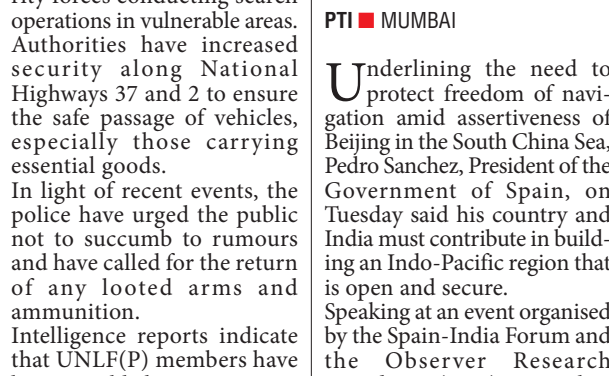 operations in vulnerable areas.
Authorities have increased
security along National
Highways 37 and 2 to ensure
the safe passage of vehicles,
especially those carrying
essential goods.
In light of recent events, the
police have urged the public
not to succumb to rumours
and have called for the return
of any looted arms and
ammunition.
Intelligence reports indicate
that UNLF(P) members have
PTI MUMBAI
Underlining the need to
protect freedom of navi-
gation amid assertiveness of
Beijing in the South China Sea,
Pedro Sanchez, President of the
Government of Spain, on
Tuesday said his country and
India must contribute in build-
ing an Indo-Pacific region that
is open and secure.
Speaking at an event organised
by the Spain-India Forum and
the Observer Research